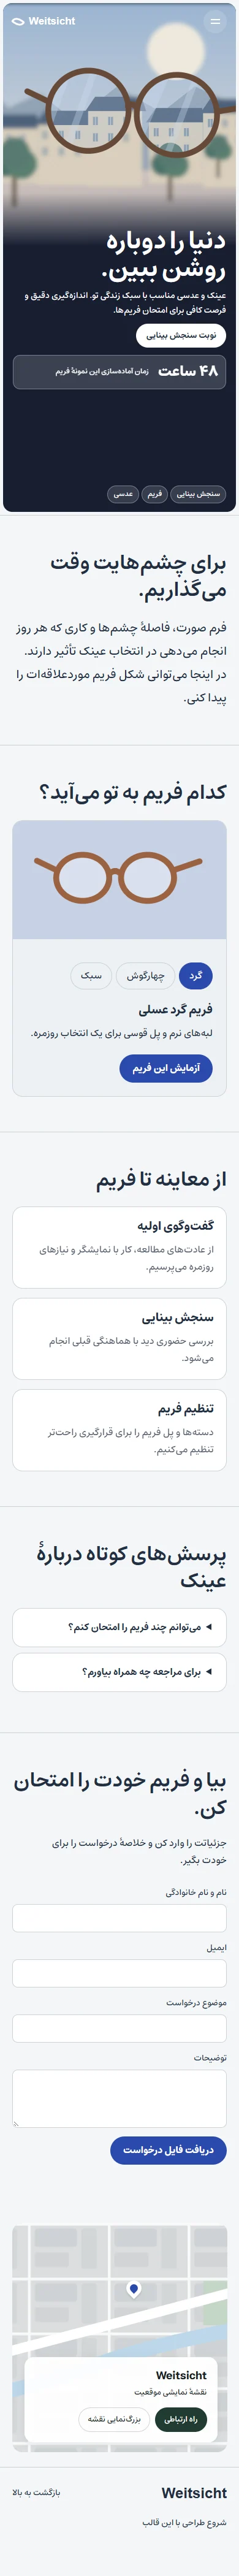 Weitsicht
دنیا را دوباره
روشن ببین.
عینک و عدسی مناسب با سبک زندگی تو. اندازه‌گیری دقیق و
فرصت کافی برای امتحان فریم‌ها.
نوبت سنجش بینایی
۴۸ ساعت
زمان آماده‌سازی این نمونهٔ فریم
سنجش بینایی
فریم
عدسی
برای چشم‌هایت وقت
می‌گذاریم.
فرم صورت، فاصلهٔ چشم‌ها و کاری که هر روز
انجام می‌دهی در انتخاب عینک تأثیر دارند.
در اینجا می‌توانی شکل فریم موردعلاقه‌ات را
پیدا کنی.
کدام فریم به تو می‌آید؟
گرد
چهارگوش
سبک
فریم گرد عسلی
لبه‌های نرم و پل قوسی برای یک انتخاب روزمره.
آزمایش این فریم
از معاینه تا فریم
گفت‌وگوی اولیه
از عادت‌های مطالعه، کار با نمایشگر و نیازهای
روزمره می‌پرسیم.
سنجش بینایی
بررسی حضوری دید با هماهنگی قبلی انجام
می‌شود.
تنظیم فریم
دسته‌ها و پل فریم را برای قرارگیری راحت‌تر
تنظیم می‌کنیم.
پرسش‌های کوتاه دربارهٔ
عینک
می‌توانم چند فریم را امتحان کنم؟
برای مراجعه چه همراه بیاورم؟
بیا و فریم خودت را امتحان
کن.
جزئیاتت را وارد کن و خلاصهٔ درخواست را برای
خودت بگیر.
نام و نام خانوادگی
ایمیل
موضوع درخواست
توضیحات
دریافت فایل درخواست
Weitsicht
نقشهٔ نمایشی موقعیت
راه ارتباطی
بزرگ‌نمایی نقشه
Weitsicht
بازگشت به بالا
شروع طراحی با این قالب